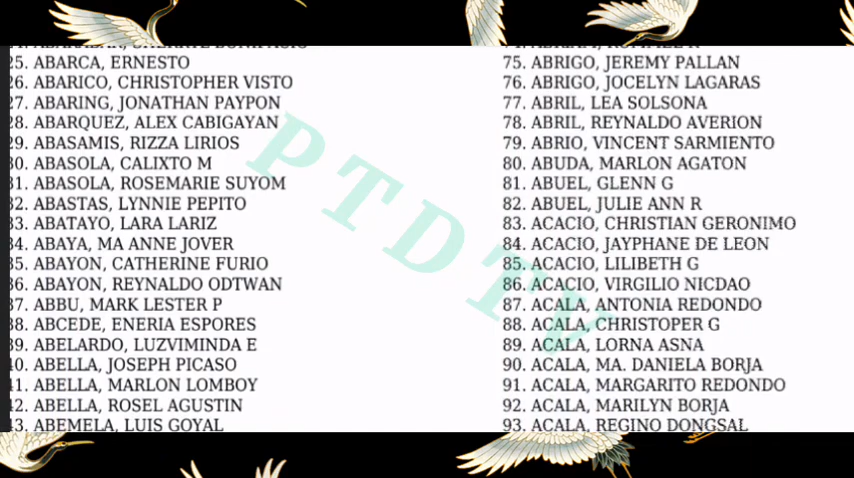 25. ABARCA, ERNESTO
26. ABARICO, CHRISTOPHER VISTO
27. ABARING, JONATHAN PAYPON
28. ABARQUEZ, ALEX CABIGAYAN
29. ABASAMIS, RIZZA LIRIOS
30. ABASOLA, CALIXTO M
31. ABASOLA, ROSEMARIE SUYOM
32. ABASTAS, LYNNIE PEPITO
33. ABATAYO, LARA LARIZ
34. ABAYA, MA ANNE JOVER
35. ABAYON, CATHERINE FURIO
36. ABAYON, REYNALDO ODTWAN
37. ABBU, MARK LESTER P
38. ABCEDE, ENERIA ESPORES
39. ABELARDO, LUZVIMINDA E
40. ABELLA, JOSEPH PICASO
41. ABELLA, MARLON LOMBOY
42. ABELLA, ROSEL AGUSTIN
43. ABEMELA, LUIS GOYAL
75. ABRIGO, JEREMY PALLAN
76. ABRIGO, JOCELYN LAGARAS
77. ABRIL, LEA SOLSONA
78. ABRIL, REYNALDO AVERION
79. ABRIO, VINCENT SARMIENTO
80. ABUDA, MARLON AGATON
81. ABUEL, GLENN G
82. ABUEL, JULIE ANN R
83. ACACIO, CHRISTIAN GERONIMO
84. ACACIO, JAYPHANE DE LEON
85. ACACIO, LILIBETH G
86. ACACIO, VIRGILIO NICDAO
87. ACALA, ANTONIA REDONDO
88. ACALA, CHRISTOPER G
89. ACALA, LORNA ASNA
90. ACALA, MA. DANIELA BORJA
91. ACALA, MARGARITO REDONDO
92. ACALA, MARILYN BORJA
93. ACALA, REGINO DONGSAL
PTDTV